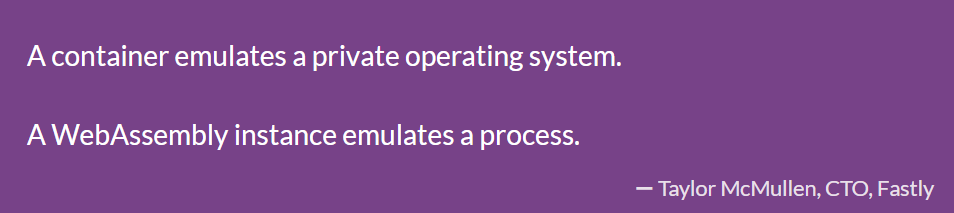 A container emulates a private operating system.
A WebAssembly instance emulates a process.
— Taylor McMullen, CTO, Fastly